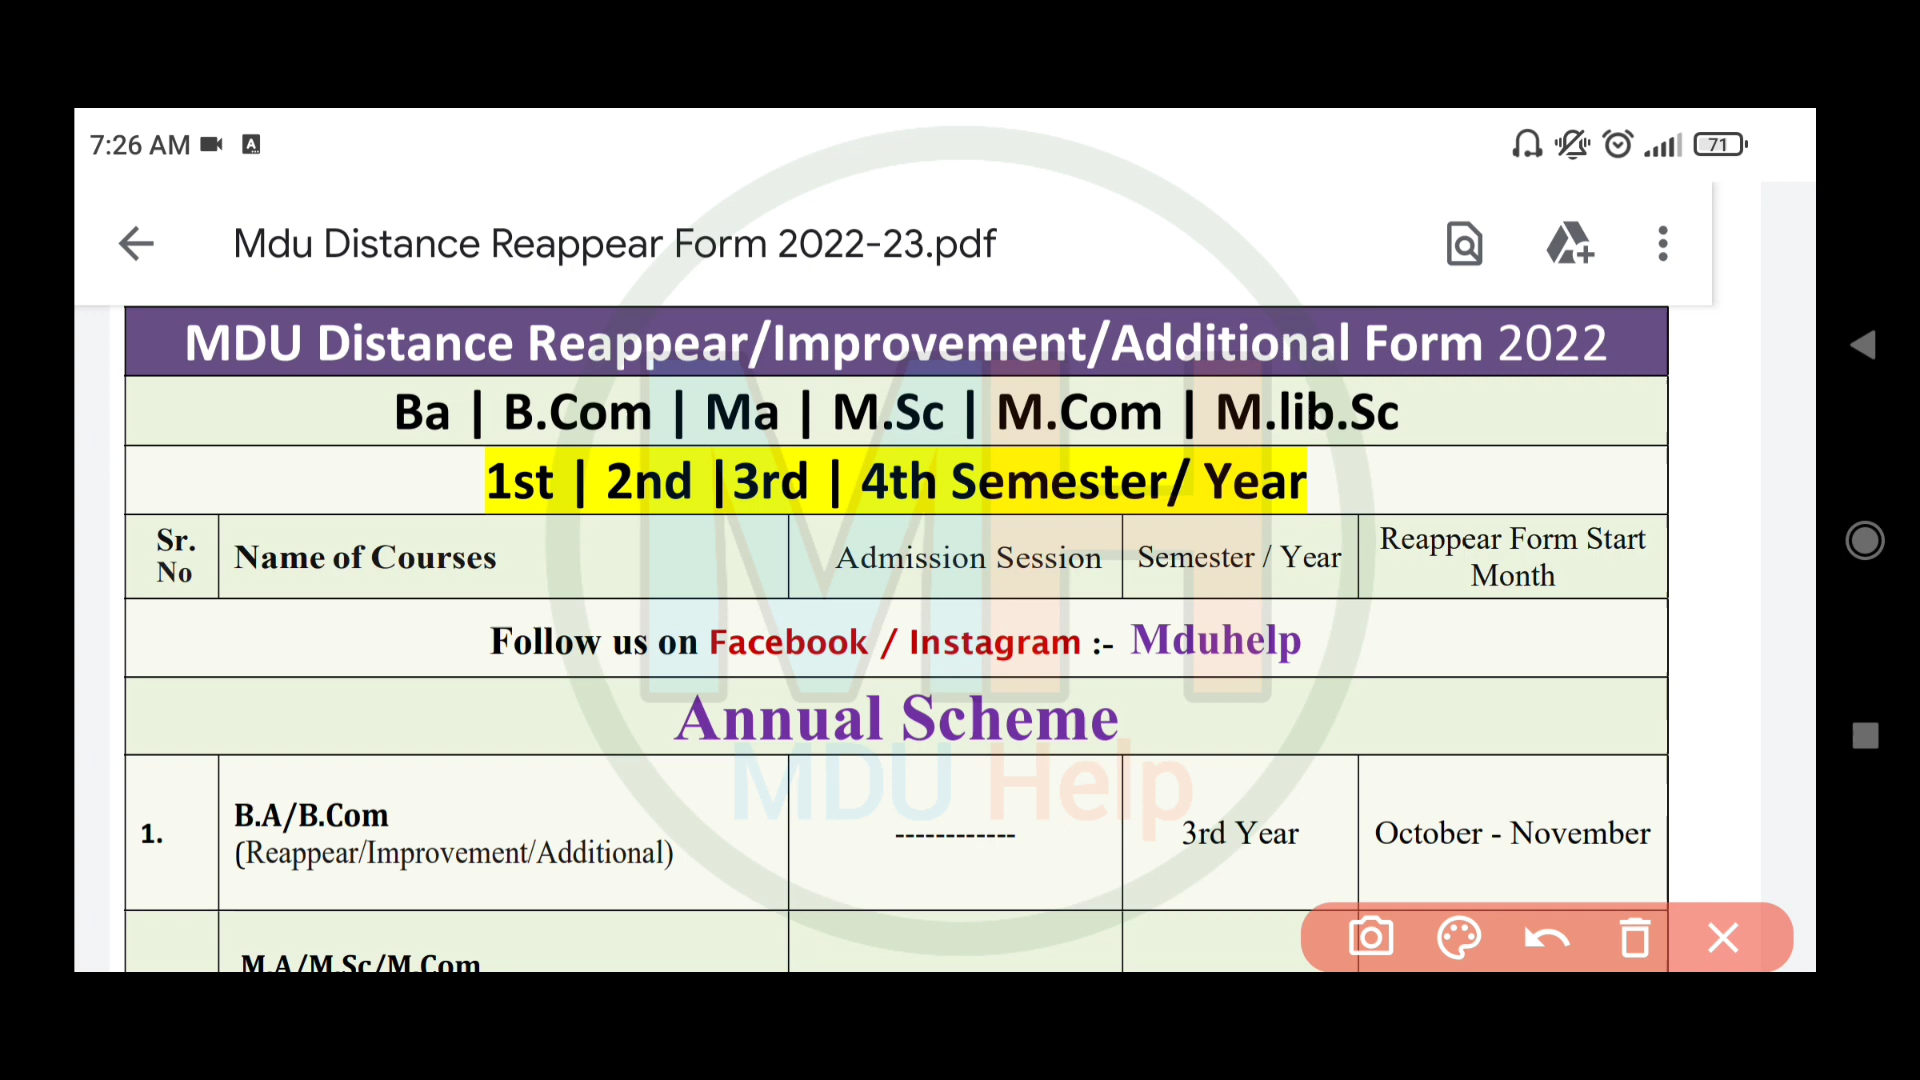 7:26 AM
71
Mdu Distance Reappear Form 2022-23.pdf
MDU Distance Reappear/Improvement/Additional Form 2022
Ba | B.Com | Ma | M.Sc | M.Com | M.lib.Sc
1st | 2nd |3rd | 4th Semester/ Year
Sr. No
Name of Courses
Admission Session
Semester / Year
Reappear Form Start
Month
Follow us on Facebook / Instagram :- Mduhelp
Annual Scheme
MH
MDU Help
1.
B.A/B.Com
(Reappear/Improvement/Additional)
------------
3rd Year
October - November
M.A/M.Sc/M.Com